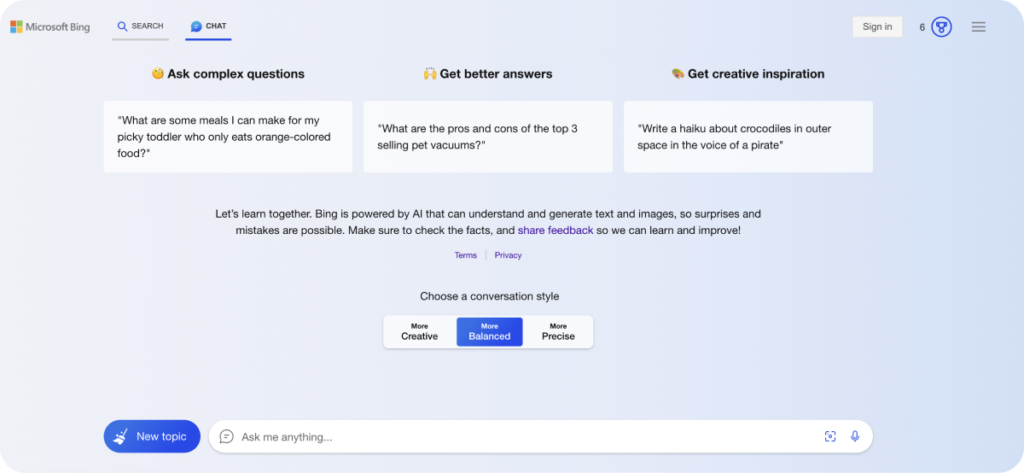 Microsoft Bing
SEARCH
CHAT
Sign in
6
Ask complex questions
Get better answers
Get creative inspiration
"What are some meals I can make for my
picky toddler who only eats orange-colored
food?"
"What are the pros and cons of the top 3
selling pet vacuums?"
"Write a haiku about crocodiles in outer
space in the voice of a pirate"
Let's learn together. Bing is powered by AI that can understand and generate text and images, so surprises and
mistakes are possible. Make sure to check the facts, and share feedback so we can learn and improve!
Terms
Privacy
Choose a conversation style
More
Creative
More
Balanced
More
Precise
New topic
Ask me anything...